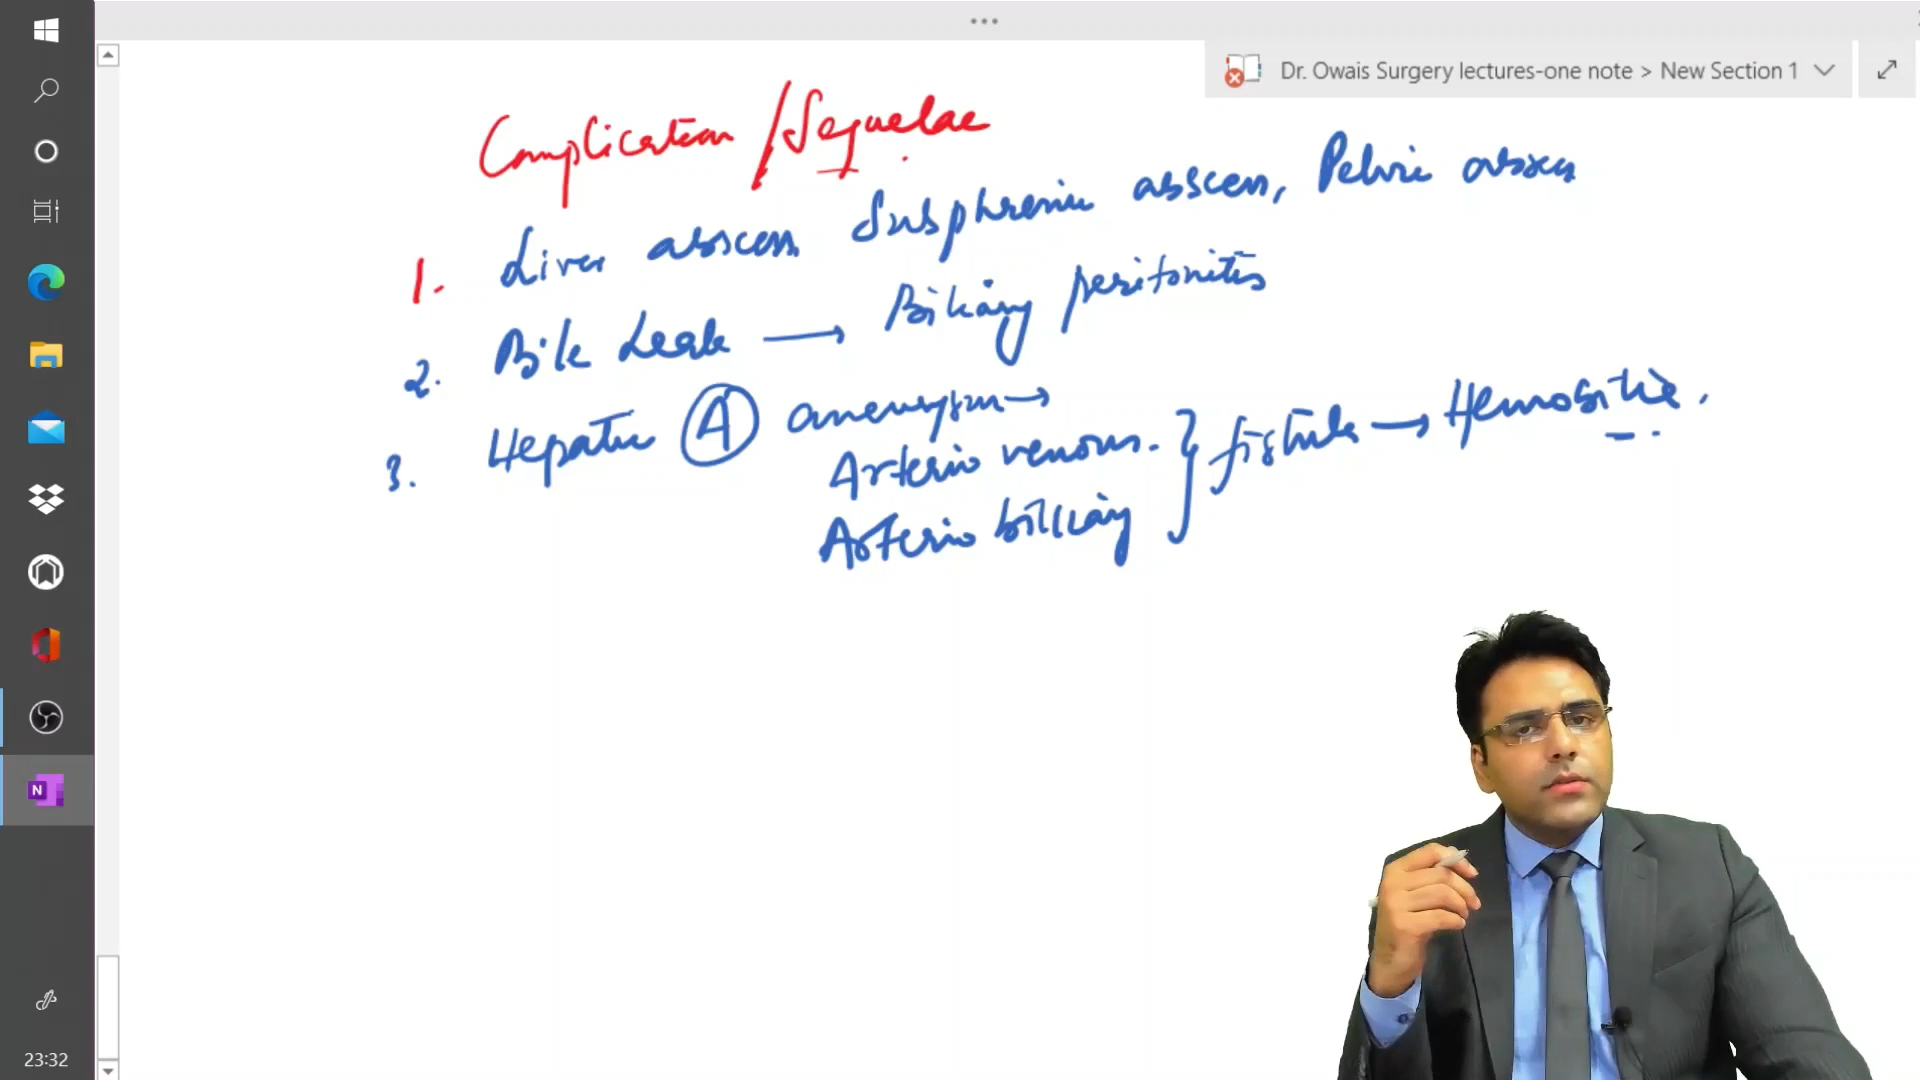 Dr. Owais Surgery lectures-one note > New Section 1
Complication / Sequelae
1. Liver abscess, Subphrenic abscess, Pelvic abscess
2. Bile Leak → Biliary peritonitis
3. Hepatic A aneurysm →
Arterio venous. } fistula → Hemobilia.
Arterio billiary
N
23:32